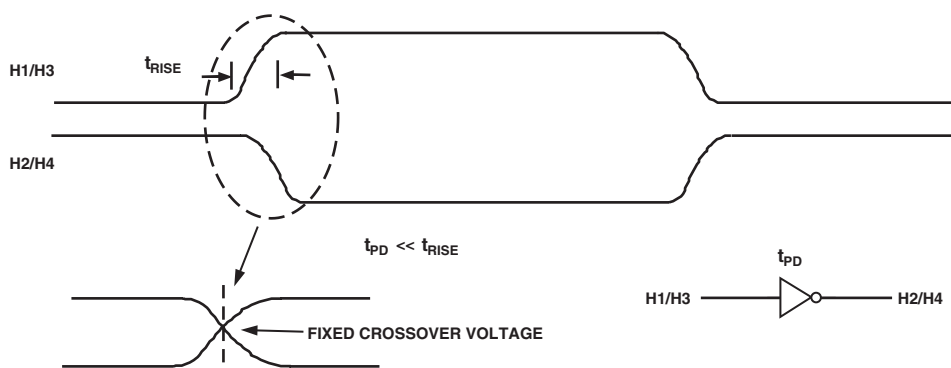 H1/H3
tRISE
H2/H4
tPD << tRISE
tPD
H1/H3
H2/H4
FIXED CROSSOVER VOLTAGE